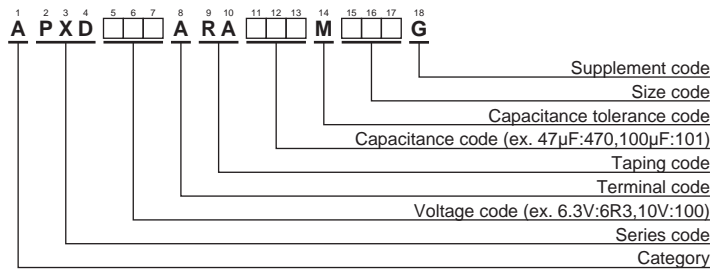 1 2 3 4 5 6 7 8 9 10 11 12 13 14 15 16 17 18
A P X D A R A M G
Supplement code
Size code
Capacitance tolerance code
Capacitance code (ex. 47µF:470,100µF:101)
Taping code
Terminal code
Voltage code (ex. 6.3V:6R3,10V:100)
Series code
Category